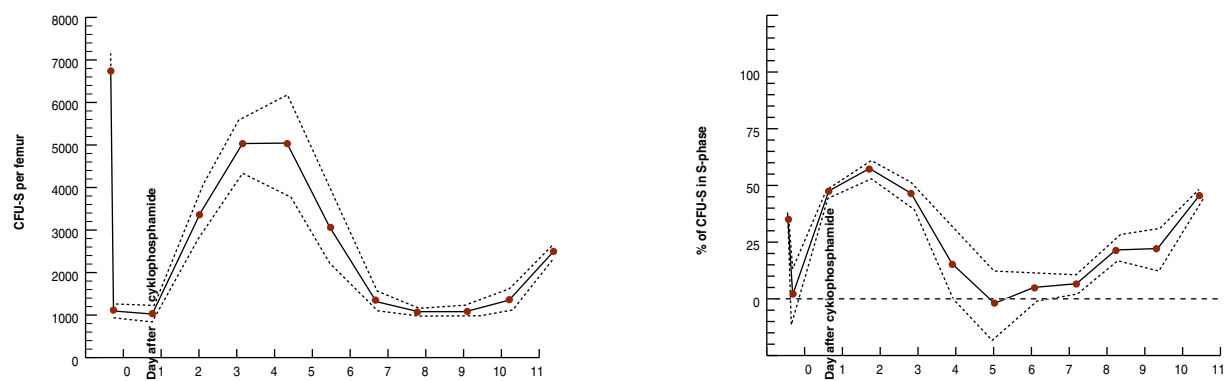 8000
7000
6000
5000
4000
3000
2000
1000
0
CFU-S per femur
Day after cyklophosphamide
0 1 2 3 4 5 6 7 8 9 10 11
100
75
50
25
0
% of CFU-S in S-phase
Day after cykiophosphamide
0 1 2 3 4 5 6 7 8 9 10 11